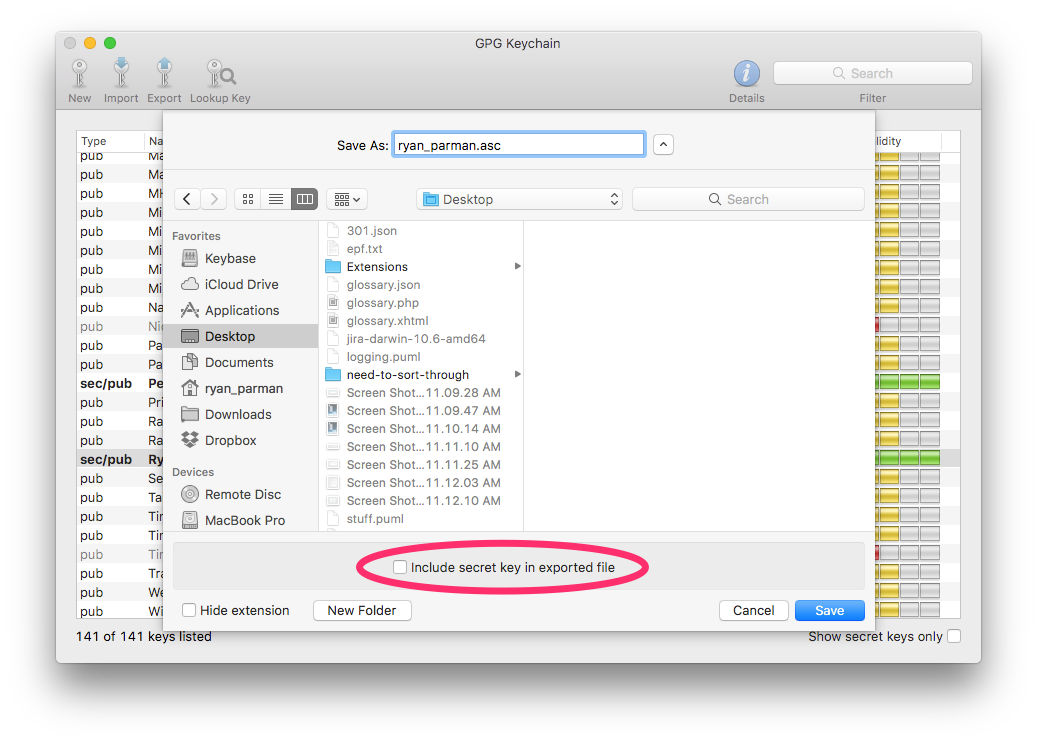 GPG Keychain
New Import Export Lookup Key
Search
Details Filter
Save As: ryan_parman.asc
Type Na lidity
Desktop
Search
Favorites
Keybase
iCloud Drive
Applications
Desktop
Documents
ryan_parman
Downloads
Dropbox
Devices
Remote Disc
MacBook Pro
301.json
epf.txt
Extensions
glossary.json
glossary.php
glossary.xhtml
jira-darwin-10.6-amd64
logging.puml
need-to-sort-through
Screen Shot...11.09.28 AM
Screen Shot...11.09.47 AM
Screen Shot...11.10.14 AM
Screen Shot...11.11.10 AM
Screen Shot...11.11.25 AM
Screen Shot...11.12.03 AM
Screen Shot...11.12.10 AM
stuff.puml
pub Ma
pub Ma
pub MH
pub Mi
pub Mi
pub Mi
pub Mi
pub Na
pub Nic
pub Pa
pub Pa
sec/pub Pe
pub Pri
pub Ra
pub Ra
sec/pub Ry
pub Se
pub Ta
pub Tin
pub Tin
pub Tin
pub Tra
pub We
pub Wi
Include secret key in exported file
Hide extension New Folder Cancel Save
141 of 141 keys listed Show secret keys only